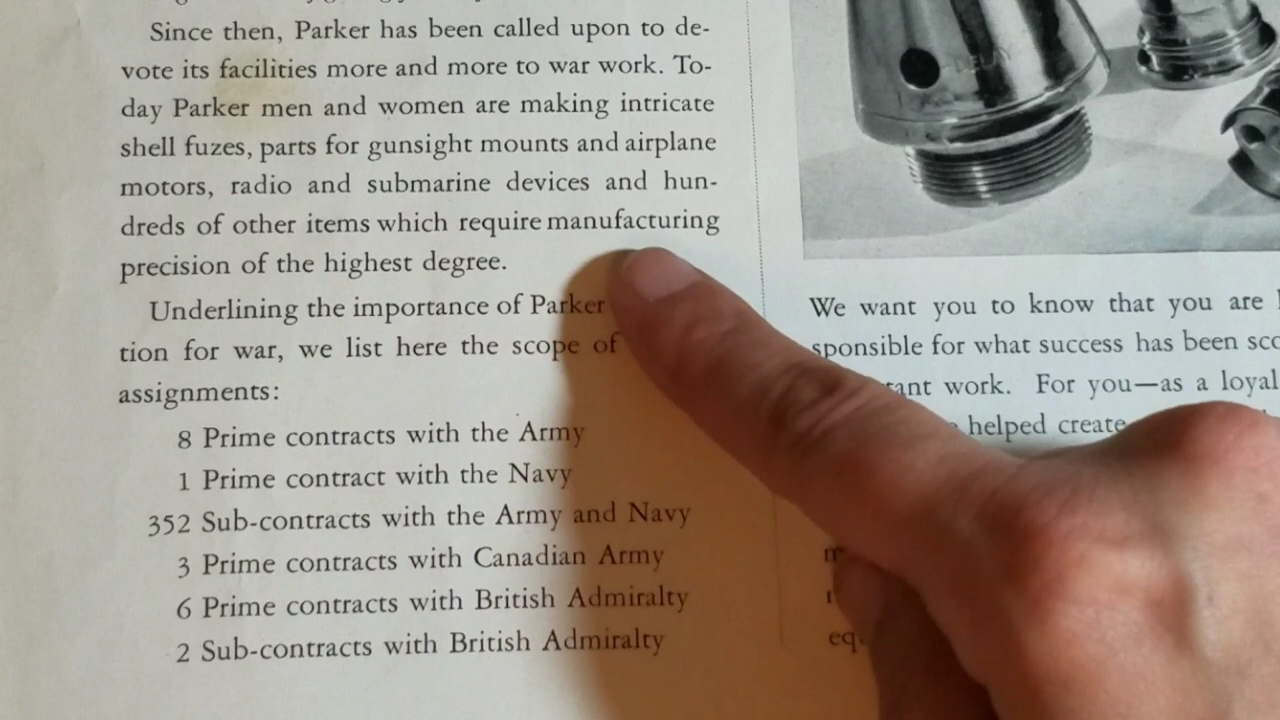 Since then, Parker has been called upon to de-
vote its facilities more and more to war work. To-
day Parker men and women are making intricate
shell fuzes, parts for gunsight mounts and airplane
motors, radio and submarine devices and hun-
dreds of other items which require manufacturing
precision of the highest degree.
Underlining the importance of Parker
tion for war, we list here the scope of
assignments:
8 Prime contracts with the Army
1 Prime contract with the Navy
352 Sub-contracts with the Army and Navy
3 Prime contracts with Canadian Army
6 Prime contracts with British Admiralty
2 Sub-contracts with British Admiralty
We want you to know that you are
sponsible for what success has been
work. For you—as a loyal
helped create